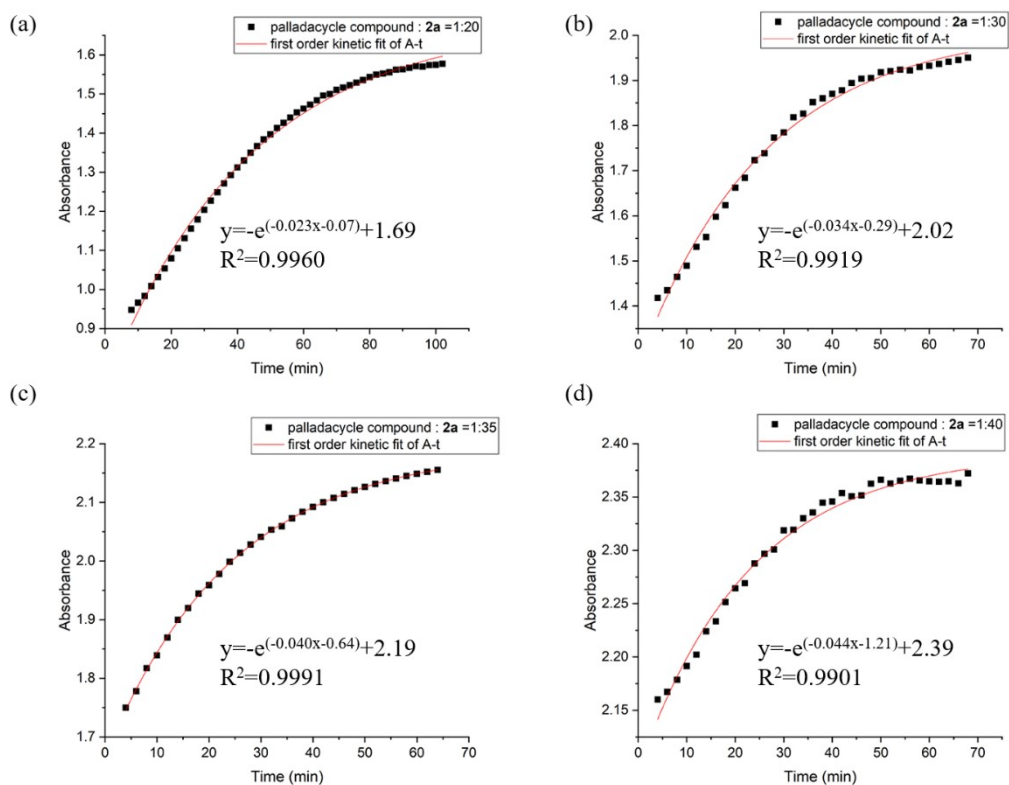 (a)
palladacycle compound : 2a =1:20
first order kinetic fit of A-t
1.6
1.5
1.4
1.3
1.2
1.1
1.0
0.9
Absorbance
y=-e(-0.023x-0.07)+1.69
R2=0.9960
0 20 40 60 80 100
Time (min)
(b)
palladacycle compound : 2a =1:30
first order kinetic fit of A-t
2.0
1.9
1.8
1.7
1.6
1.5
1.4
Absorbance
y=-e(-0.034x-0.29)+2.02
R2=0.9919
0 10 20 30 40 50 60 70
Time (min)
(c)
palladacycle compound : 2a =1:35
first order kinetic fit of A-t
2.2
2.1
2.0
1.9
1.8
1.7
Absorbance
y=-e(-0.040x-0.64)+2.19
R2=0.9991
0 10 20 30 40 50 60 70
Time (min)
(d)
palladacycle compound : 2a =1:40
first order kinetic fit of A-t
2.40
2.35
2.30
2.25
2.20
2.15
Absorbance
y=-e(-0.044x-1.21)+2.39
R2=0.9901
0 10 20 30 40 50 60 70
Time (min)